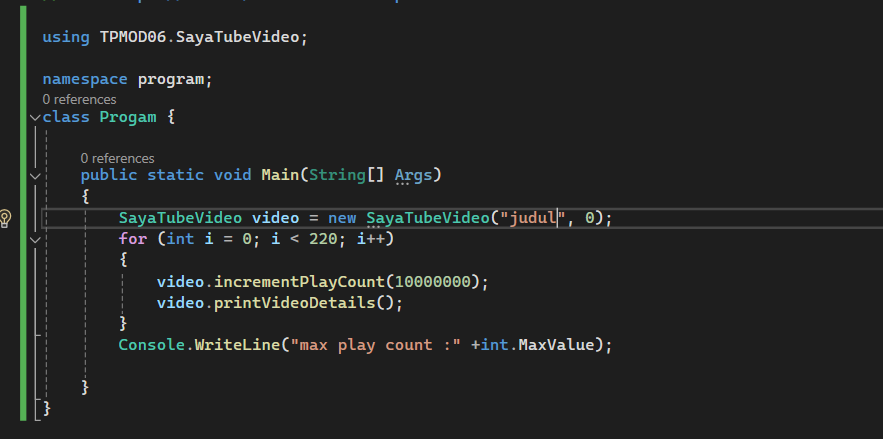 using TPMOD06.SayaTubeVideo;
namespace program;
0 references
class Progam {
0 references
public static void Main(String[] Args)
{
SayaTubeVideo video = new SayaTubeVideo("judul", 0);
for (int i = 0; i < 220; i++)
{
video.incrementPlayCount(10000000);
video.printVideoDetails();
}
Console.WriteLine("max play count :" +int.MaxValue);
}
}